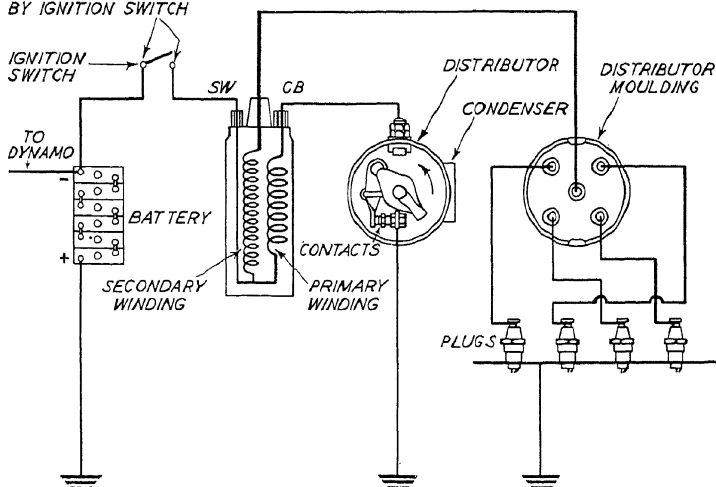 BY IGNITION SWITCH
IGNITION
SWITCH
SW
CB
DISTRIBUTOR
CONDENSER
DISTRIBUTOR
MOULDING
TO
DYNAMO
-
BATTERY
+
CONTACTS
SECONDARY
WINDING
PRIMARY
WINDING
PLUGS